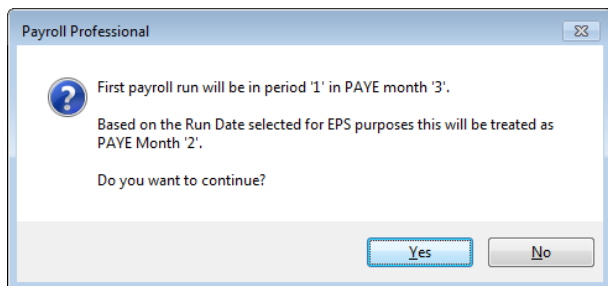 Payroll Professional
First payroll run will be in period '1' in PAYE month '3'.
Based on the Run Date selected for EPS purposes this will be treated as
PAYE Month '2'.
Do you want to continue?
Yes
No